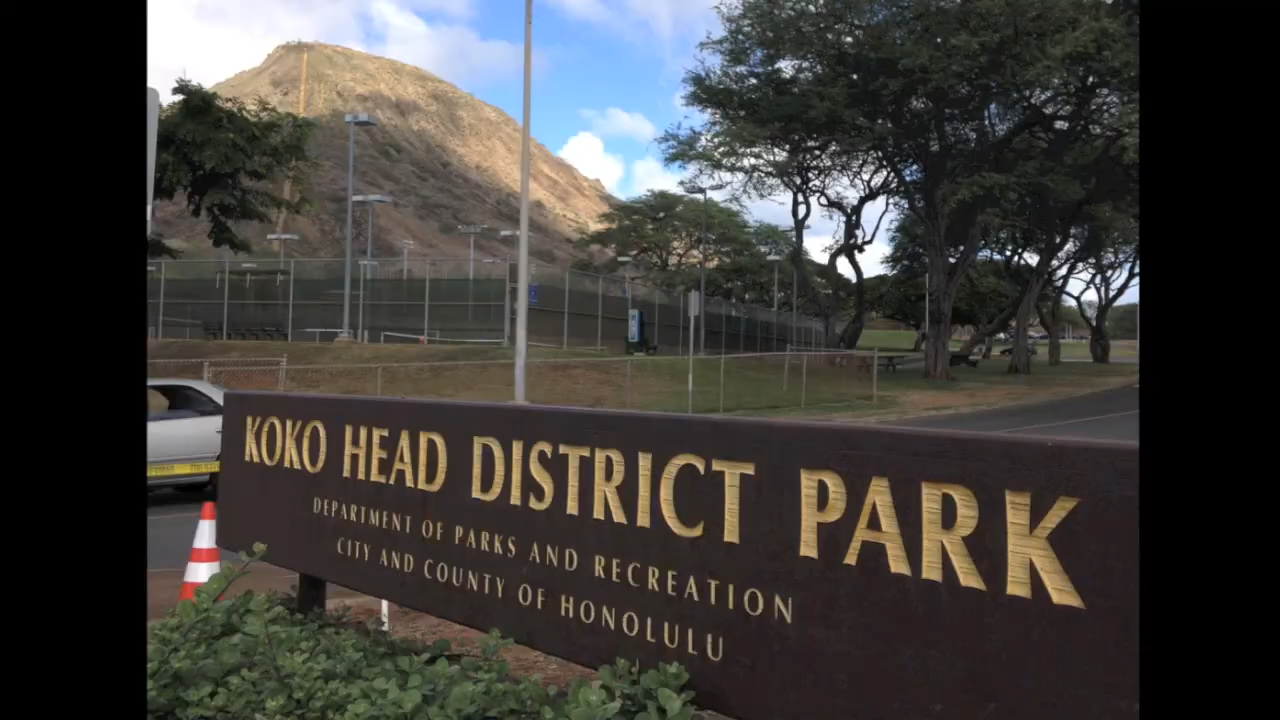 KOKO HEAD DISTRICT PARK
DEPARTMENT OF PARKS AND RECREATION
CITY AND COUNTY OF HONOLULU